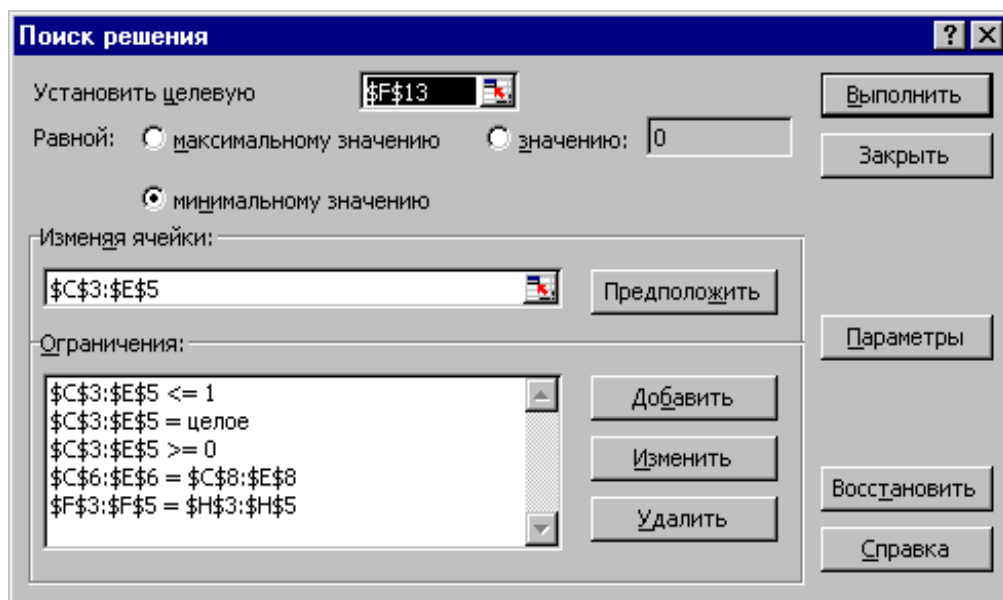 Поиск решения
Установить целевую $F$13
Равной: максимальному значению значению: 0
минимальному значению
Изменяя ячейки:
$C$3:$E$5
Предположить
Ограничения:
$C$3:$E$5 <= 1
$C$3:$E$5 = целое
$C$3:$E$5 >= 0
$C$6:$E$6 = $C$8:$E$8
$F$3:$F$5 = $H$3:$H$5
Добавить
Изменить
Удалить
Выполнить
Закрыть
Параметры
Восстановить
Справка